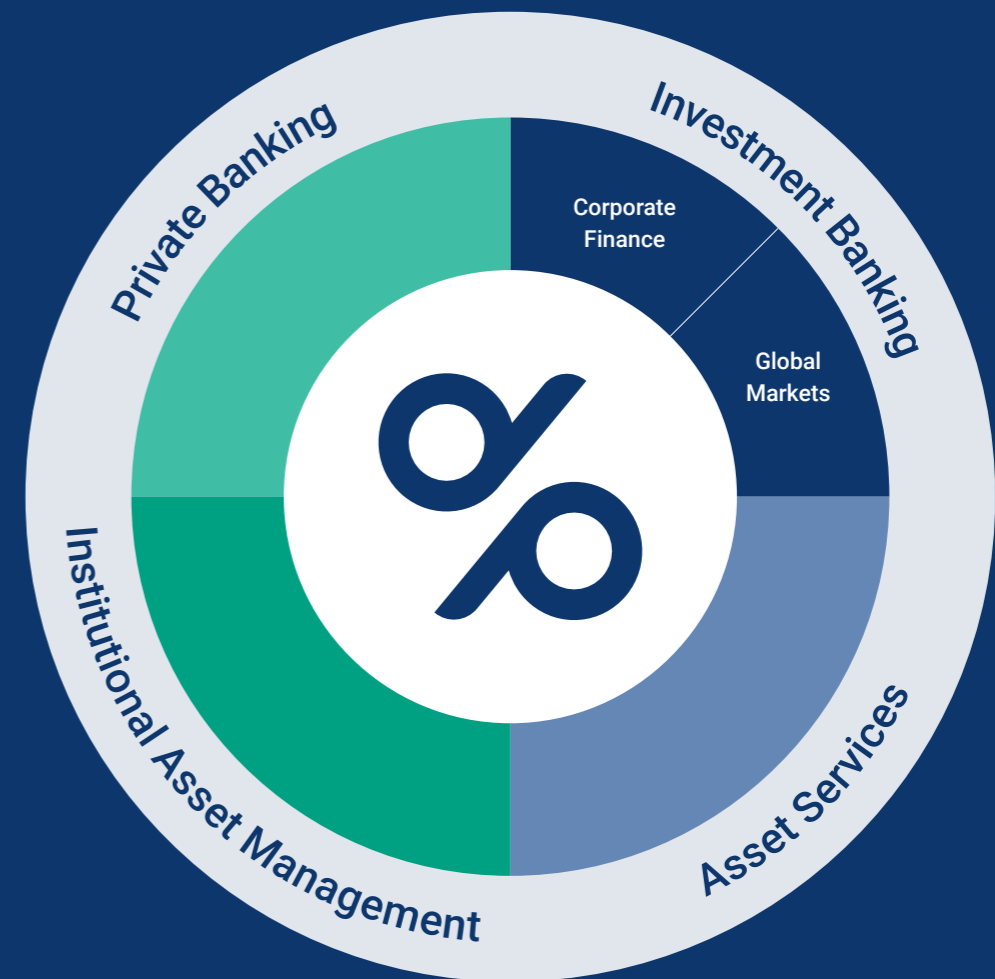 Private Banking
Investment Banking
Corporate
Finance
Global
Markets
Institutional Asset Management
Asset Services